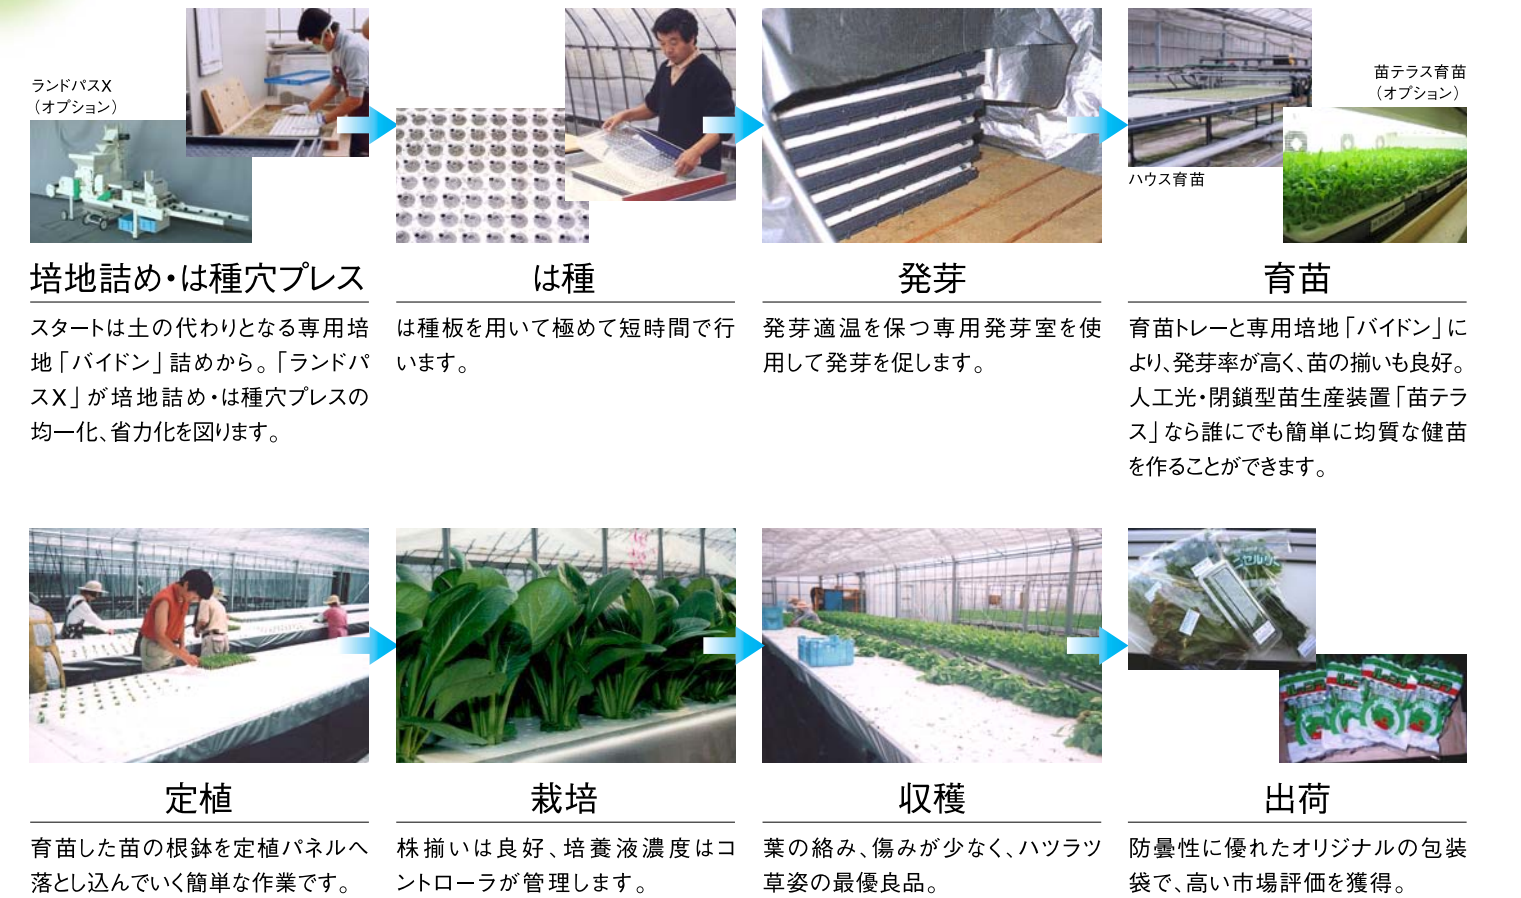 ランドパスX
（オプション）
培地詰め・は種穴プレス
スタートは土の代わりとなる専用培
地「バイドン」詰めから。「ランドパ
スX」が培地詰め・は種穴プレスの
均一化、省力化を図ります。
は種
は種板を用いて極めて短時間で行
います。
発芽
発芽適温を保つ専用発芽室を使
用して発芽を促します。
苗テラス育苗
（オプション）
ハウス育苗
育苗
育苗トレーと専用培地「バイドン」に
より、発芽率が高く、苗の揃いも良好。
人工光・閉鎖型苗生産装置「苗テラ
ス」なら誰にでも簡単に均質な健苗
を作ることができます。
定植
育苗した苗の根鉢を定植パネルへ
落とし込んでいく簡単な作業です。
栽培
株揃いは良好、培養液濃度はコ
ントローラが管理します。
収穫
葉の絡み、傷みが少なく、ハツラツ
草姿の最優良品。
出荷
防曇性に優れたオリジナルの包装
袋で、高い市場評価を獲得。